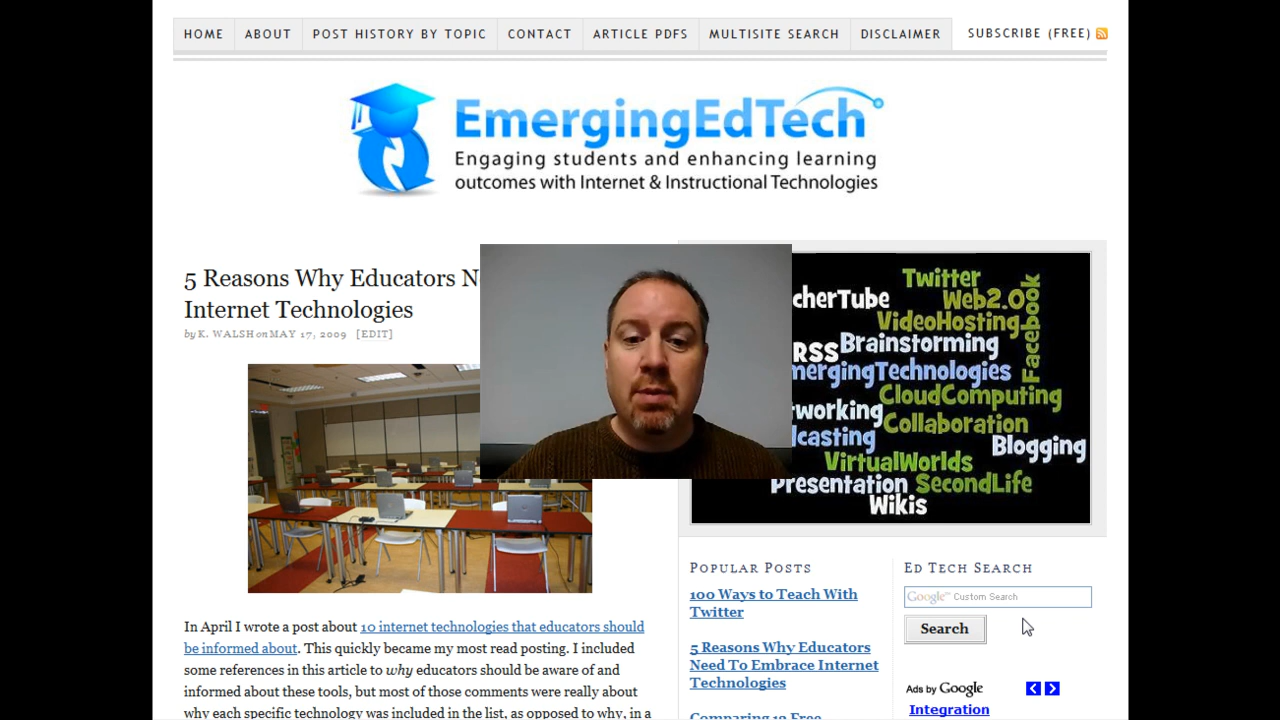 HOME ABOUT POST HISTORY BY TOPIC CONTACT ARTICLE PDFS MULTISITE SEARCH DISCLAIMER SUBSCRIBE (FREE)
EmergingEdTech
Engaging students and enhancing learning
outcomes with Internet & Instructional Technologies
5 Reasons Why Educators N
Internet Technologies
by K. WALSH on MAY 17, 2009 [EDIT]
In April I wrote a post about 10 internet technologies that educators should
be informed about. This quickly became my most read posting. I included
some references in this article to why educators should be aware of and
informed about these tools, but most of those comments were really about
why each specific technology was included in the list, as opposed to why, in a
Twitter
cherTube
Web2.0
Facebook
VideoHosting
RSS
Brainstorming
mergingTechnologies
CloudComputing
tworking
Collaboration
dcasting
Blogging
VirtualWorlds
Presentation
SecondLife
Wikis
POPULAR POSTS
100 Ways to Teach With
Twitter
5 Reasons Why Educators
Need To Embrace Internet
Technologies
Comparing 12 Free
ED TECH SEARCH
Google™ Custom Search
Search
Ads by Google
Integration